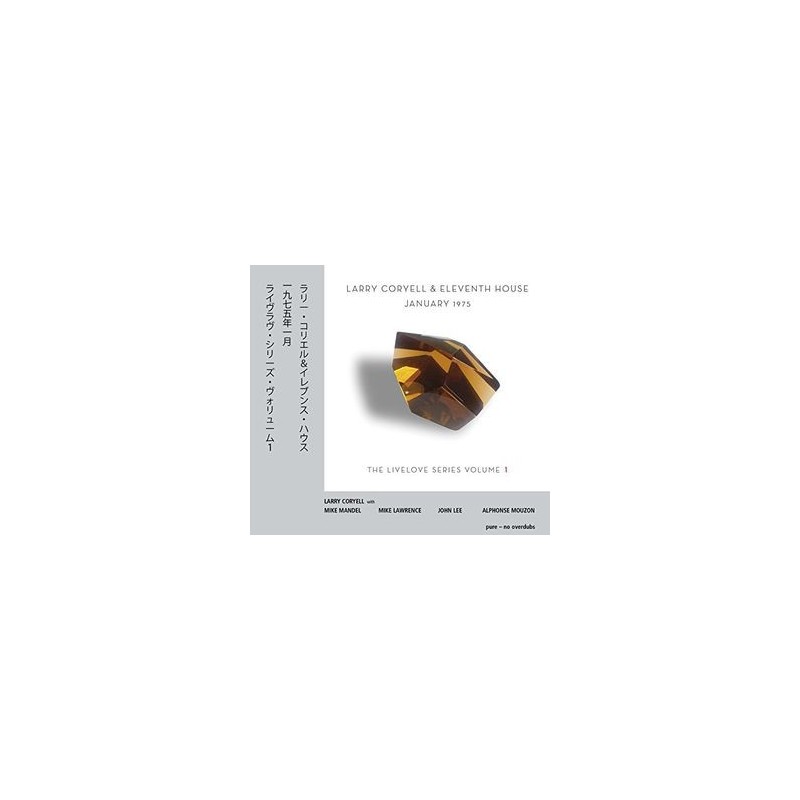 ラリー・コリエル＆イレブンス・ハウス
一九七五年一月
ライヴラヴ・シリーズ・ヴォリューム1
LARRY CORYELL & ELEVENTH HOUSE
JANUARY 1975
THE LIVELOVE SERIES VOLUME 1
LARRY CORYELL with
MIKE MANDEL MIKE LAWRENCE JOHN LEE ALPHONSE MOUZON
pure – no overdubs